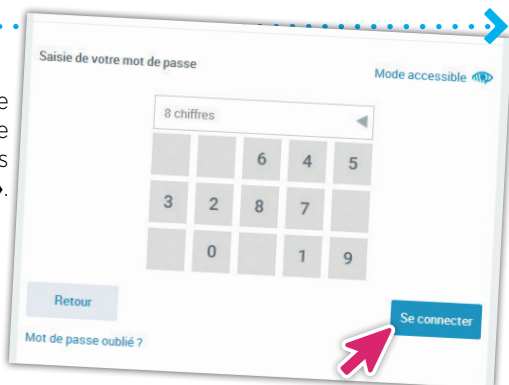 Saisie de votre mot de passe
Mode accessible
8 chiffres
6 4 5
3 2 8 7
0 1 9
Retour
Se connecter
Mot de passe oublié ?